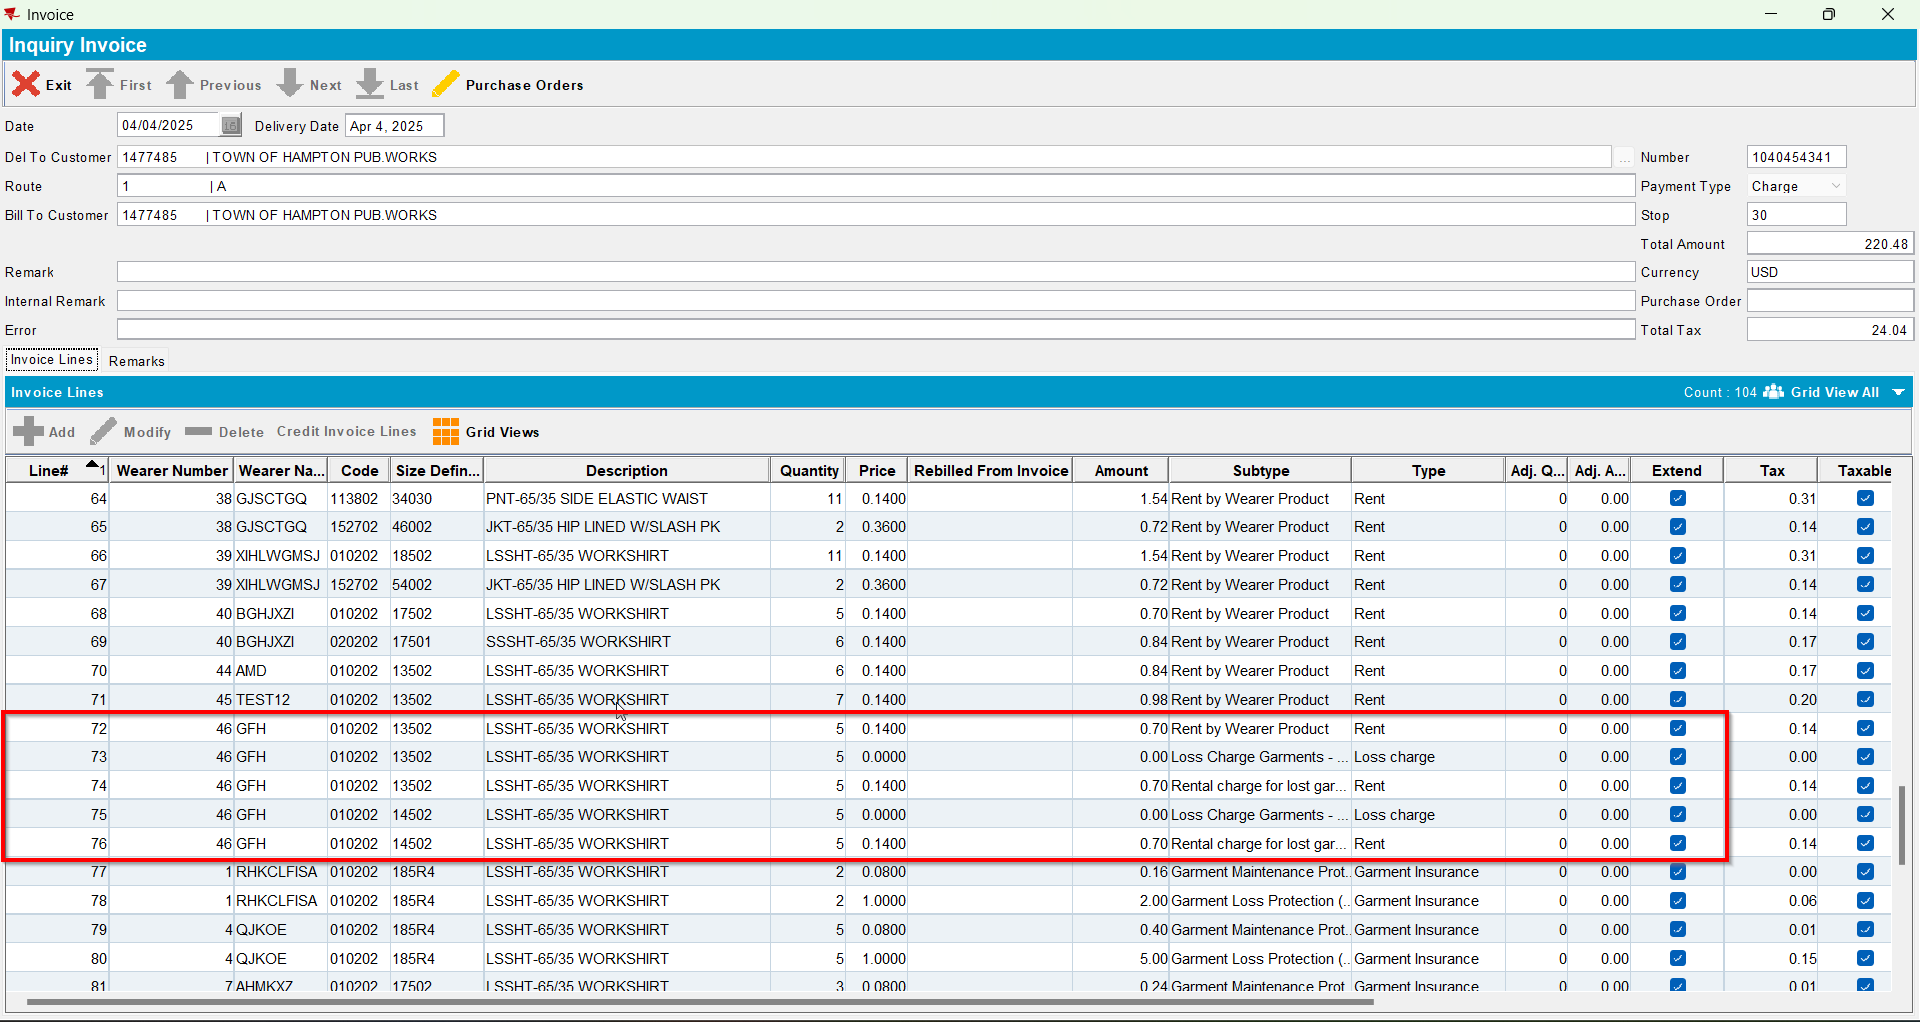 Invoice
Inquiry Invoice
Exit First Previous Next Last Purchase Orders
Date 04/04/2025 Delivery Date Apr 4, 2025
Del To Customer 1477485 | TOWN OF HAMPTON PUB.WORKS ... Number 1040454341
Route 1 | A Payment Type Charge
Bill To Customer 1477485 | TOWN OF HAMPTON PUB.WORKS Stop 30
Total Amount 220.48
Remark Currency USD
Internal Remark Purchase Order
Error Total Tax 24.04
Invoice Lines Remarks
Invoice Lines Count : 104 Grid View All
Add Modify Delete Credit Invoice Lines Grid Views
Line# 1 Wearer Number Wearer Na... Code Size Defin... Description Quantity Price Rebilled From Invoice Amount Subtype Type Adj. Q... Adj. A... Extend Tax Taxable
64 38 GJSCTGQ 113802 34030 PNT-65/35 SIDE ELASTIC WAIST 11 0.1400 1.54 Rent by Wearer Product Rent 0 0.00 0.31
65 38 GJSCTGQ 152702 46002 JKT-65/35 HIP LINED W/SLASH PK 2 0.3600 0.72 Rent by Wearer Product Rent 0 0.00 0.14
66 39 XIHLWGMSJ 010202 18502 LSSHT-65/35 WORKSHIRT 11 0.1400 1.54 Rent by Wearer Product Rent 0 0.00 0.31
67 39 XIHLWGMSJ 152702 54002 JKT-65/35 HIP LINED W/SLASH PK 2 0.3600 0.72 Rent by Wearer Product Rent 0 0.00 0.14
68 40 BGHJXZI 010202 17502 LSSHT-65/35 WORKSHIRT 5 0.1400 0.70 Rent by Wearer Product Rent 0 0.00 0.14
69 40 BGHJXZI 020202 17501 SSSHT-65/35 WORKSHIRT 6 0.1400 0.84 Rent by Wearer Product Rent 0 0.00 0.17
70 44 AMD 010202 13502 LSSHT-65/35 WORKSHIRT 6 0.1400 0.84 Rent by Wearer Product Rent 0 0.00 0.17
71 45 TEST12 010202 13502 LSSHT-65/35 WORKSHIRT 7 0.1400 0.98 Rent by Wearer Product Rent 0 0.00 0.20
72 46 GFH 010202 13502 LSSHT-65/35 WORKSHIRT 5 0.1400 0.70 Rent by Wearer Product Rent 0 0.00 0.14
73 46 GFH 010202 13502 LSSHT-65/35 WORKSHIRT 5 0.0000 0.00 Loss Charge Garments - ... Loss charge 0 0.00 0.00
74 46 GFH 010202 13502 LSSHT-65/35 WORKSHIRT 5 0.1400 0.70 Rental charge for lost gar... Rent 0 0.00 0.14
75 46 GFH 010202 14502 LSSHT-65/35 WORKSHIRT 5 0.0000 0.00 Loss Charge Garments - ... Loss charge 0 0.00 0.00
76 46 GFH 010202 14502 LSSHT-65/35 WORKSHIRT 5 0.1400 0.70 Rental charge for lost gar... Rent 0 0.00 0.14
77 1 RHKCLFISA 010202 185R4 LSSHT-65/35 WORKSHIRT 2 0.0800 0.16 Garment Maintenance Prot.. Garment Insurance 0 0.00 0.00
78 1 RHKCLFISA 010202 185R4 LSSHT-65/35 WORKSHIRT 2 1.0000 2.00 Garment Loss Protection (.. Garment Insurance 0 0.00 0.06
79 4 QJKOE 010202 185R4 LSSHT-65/35 WORKSHIRT 5 0.0800 0.40 Garment Maintenance Prot.. Garment Insurance 0 0.00 0.01
80 4 QJKOE 010202 185R4 LSSHT-65/35 WORKSHIRT 5 1.0000 5.00 Garment Loss Protection (.. Garment Insurance 0 0.00 0.15
81 7 AHMKXZ 010202 17502 LSSHT-65/35 WORKSHIRT 3 0.0800 0.24 Garment Maintenance Prot Garment Insurance 0 0.00 0.01